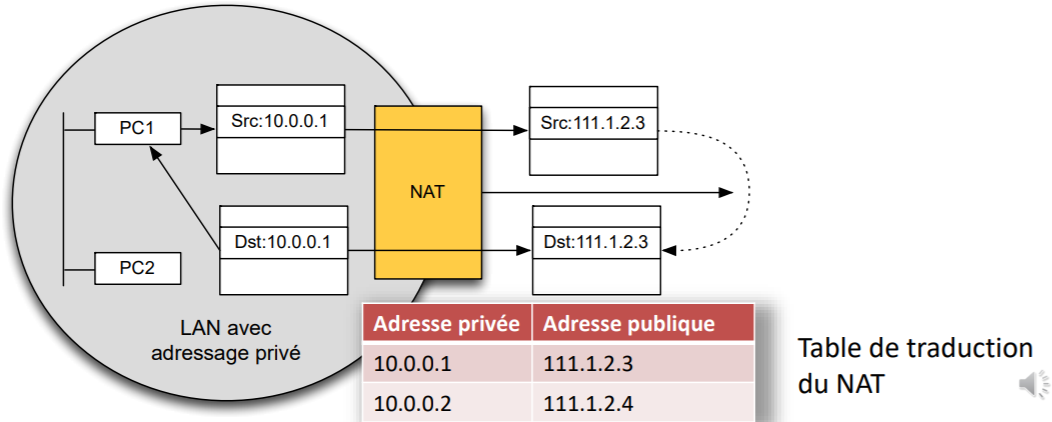 PC1
Src:10.0.0.1
Src:111.1.2.3
NAT
PC2
Dst:10.0.0.1
Dst:111.1.2.3
LAN avec
adressage privé
Adresse privée Adresse publique
10.0.0.1 111.1.2.3
10.0.0.2 111.1.2.4
Table de traduction
du NAT